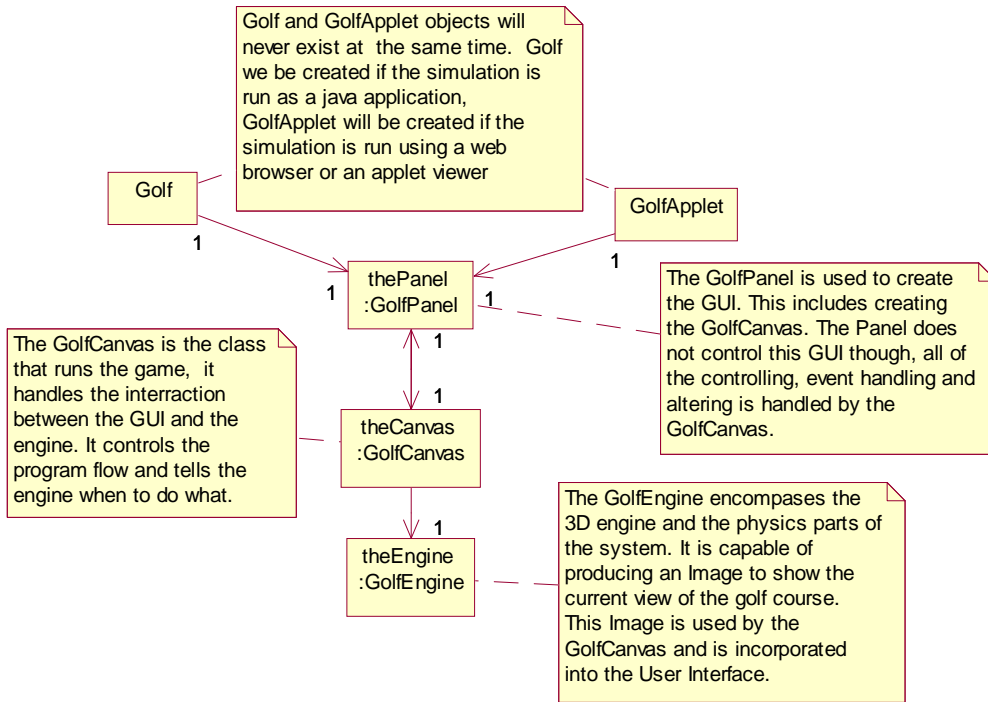 Golf and GolfApplet objects will
never exist at the same time. Golf
we be created if the simulation is
run as a java application,
GolfApplet will be created if the
simulation is run using a web
browser or an applet viewer
Golf
GolfApplet
1
1
thePanel
:GolfPanel
1
1
The GolfPanel is used to create
the GUI. This includes creating
the GolfCanvas. The Panel does
not control this GUI though, all of
the controlling, event handling and
altering is handled by the
GolfCanvas.
1
The GolfCanvas is the class
that runs the game, it
handles the interraction
between the GUI and the
engine. It controls the
program flow and tells the
engine when to do what.
1
theCanvas
:GolfCanvas
1
theEngine
:GolfEngine
The GolfEngine encompases the
3D engine and the physics parts of
the system. It is capable of
producing an Image to show the
current view of the golf course.
This Image is used by the
GolfCanvas and is incorporated
into the User Interface.